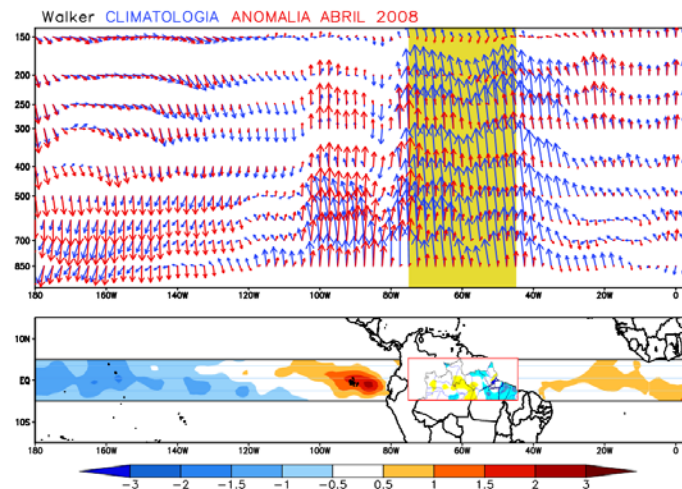 Walker CLIMATOLOGIA ANOMALIA ABRIL 2008
150
200
250
300
400
500
700
850
180 160W 140W 120W 100W 80W 60W 40W 20W 0
10N
EQ
10S
180 160W 140W 120W 100W 80W 60W 40W 20W 0
-3 -2 -1.5 -1 -0.5 0.5 1 1.5 2 3